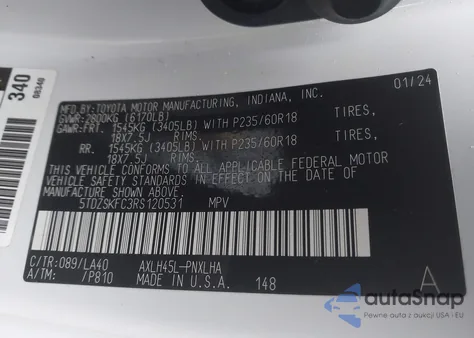 340
08340
MFD. BY: TOYOTA MOTOR MANUFACTURING, INDIANA, INC. 01/24
GVWR: 2800KG (6170LB)
GAWR: FRT. 1545KG (3405LB) WITH P235/60R18 TIRES,
18X7.5J RIMS.
RR. 1545KG (3405LB) WITH P235/60R18 TIRES,
18X7.5J RIMS.
THIS VEHICLE CONFORMS TO ALL APPLICABLE FEDERAL MOTOR
VEHICLE SAFETY STANDARDS IN EFFECT ON THE DATE OF
MANUFACTURE SHOWN ABOVE.
5TDZSKFC3RS120531 MPV
C/TR:089/LA40 AXLH45L-PNXLHA
A/TM: /P810 MADE IN U.S.A. 148
A
autoSnap
Pewne auta z aukcji USA i EU